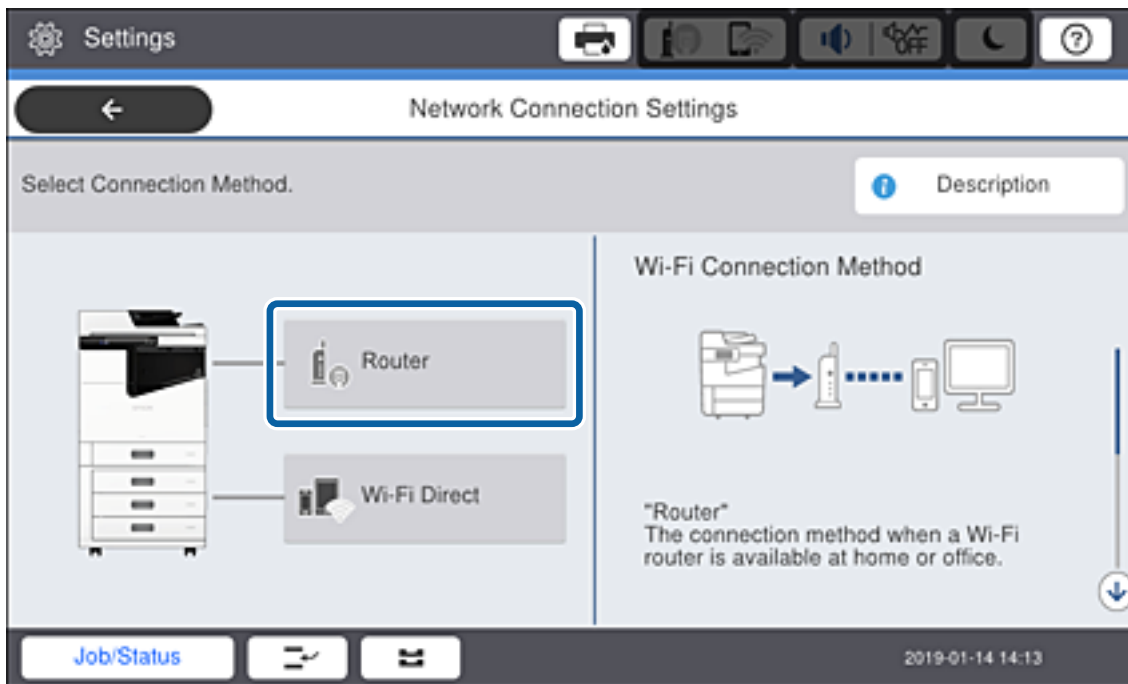 Settings
OFF
?
Network Connection Settings
Select Connection Method.
i Description
Wi-Fi Connection Method
Router
Wi-Fi Direct
"Router"
The connection method when a Wi-Fi
router is available at home or office.
Job/Status
2019-01-14 14:13